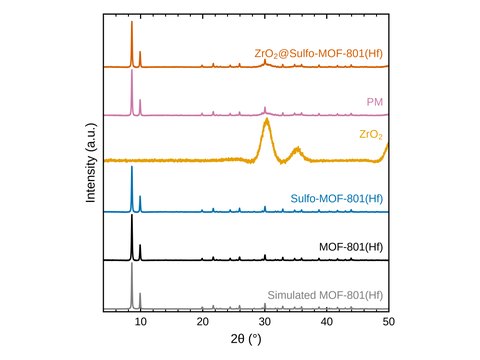 ZrO₂@Sulfo-MOF-801(Hf)
PM
ZrO₂
Sulfo-MOF-801(Hf)
MOF-801(Hf)
Simulated MOF-801(Hf)
Intensity (a.u.)
10 20 30 40 50
2θ (°)